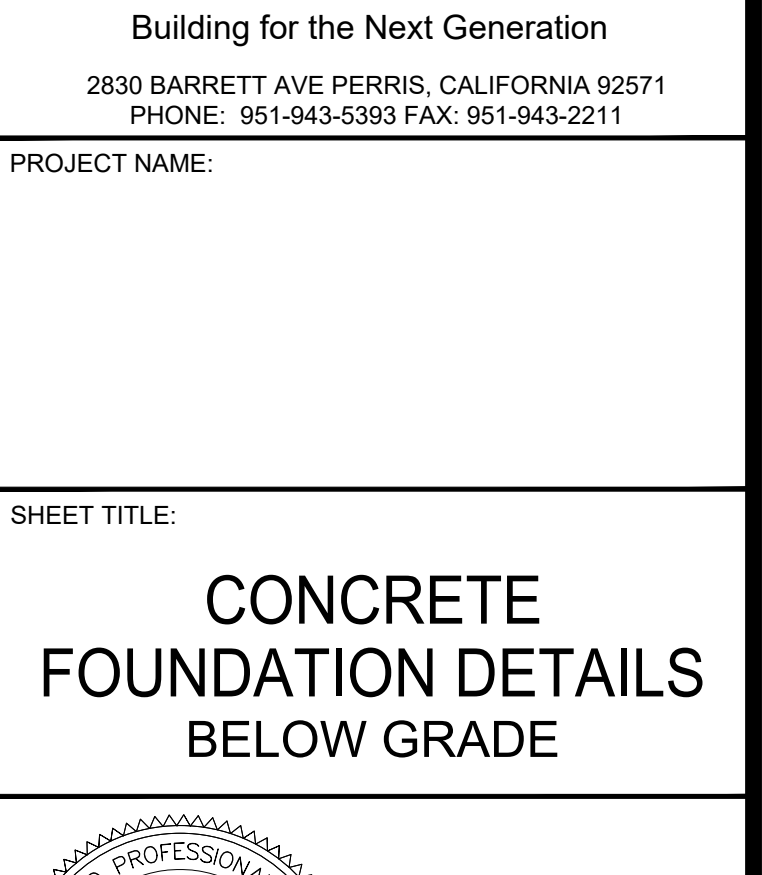 Building for the Next Generation
2830 BARRETT AVE PERRIS, CALIFORNIA 92571
PHONE: 951-943-5393 FAX: 951-943-2211
PROJECT NAME:
SHEET TITLE:
CONCRETE
FOUNDATION DETAILS
BELOW GRADE
PROFESSIONAL